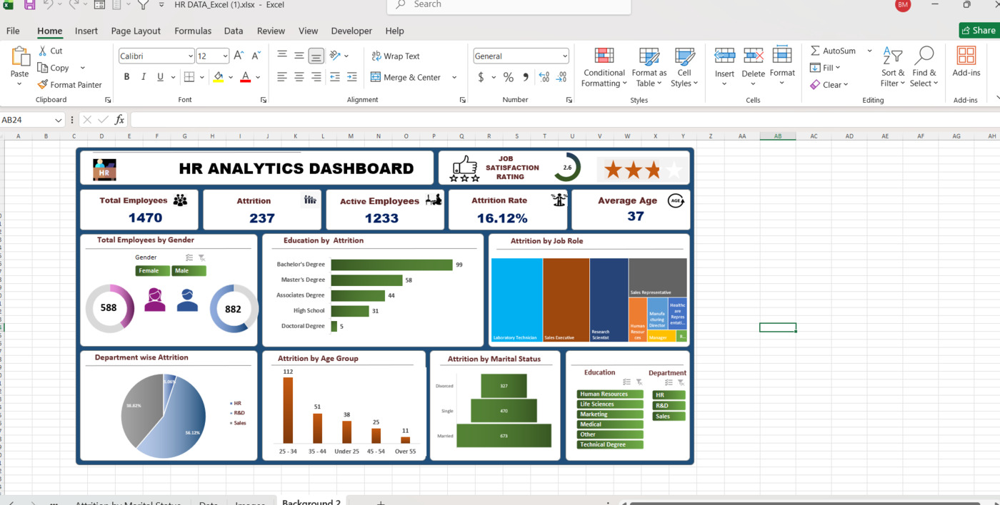 HR DATA_Excel (1).xlsx - Excel
Search
BM
File Home Insert Page Layout Formulas Data Review View Developer Help
Share
Paste
Cut
Copy
Format Painter
Clipboard
Calibri 12
B I U
Font
Wrap Text
Merge & Center
Alignment
General
$ % 9
Number
Conditional Formatting
Format as Table
Cell Styles
Styles
Insert Delete Format
Cells
AutoSum
Fill
Clear
Sort & Filter
Find & Select
Editing
Add-ins
Add-ins
AB24
fx
A B C D E F G H I J K L M N O P Q R S T U V W X Y Z AA AB AC AD AE AF AG AH
HR
HR ANALYTICS DASHBOARD
JOB
SATISFACTION
RATING
2.6
Total Employees
1470
Attrition
237
Active Employees
1233
Attrition Rate
16.12%
Average Age
AGE
37
Total Employees by Gender
Gender
Female Male
588
882
Education by Attrition
Bachelor's Degree 99
Master's Degree 58
Associates Degree 44
High School 31
Doctoral Degree 5
Attrition by Job Role
Laboratory Technician
Sales Executive
Research
Scientist
Sales Representative
Human
Resour
ces
Manufa
cturing
Director
Healthc
are
Repres
entati...
Manager
R...
Department wise Attrition
38.82%
56.12%
HR
R&D
Sales
Attrition by Age Group
112
51
38
25
11
25 - 34 35 - 44 Under 25 45 - 54 Over 55
Attrition by Marital Status
Divorced 327
Single 470
Married 673
Education
Human Resources
Life Sciences
Marketing
Medical
Other
Technical Degree
Department
HR
R&D
Sales
Attrition by Marital Status Data Images Background 2